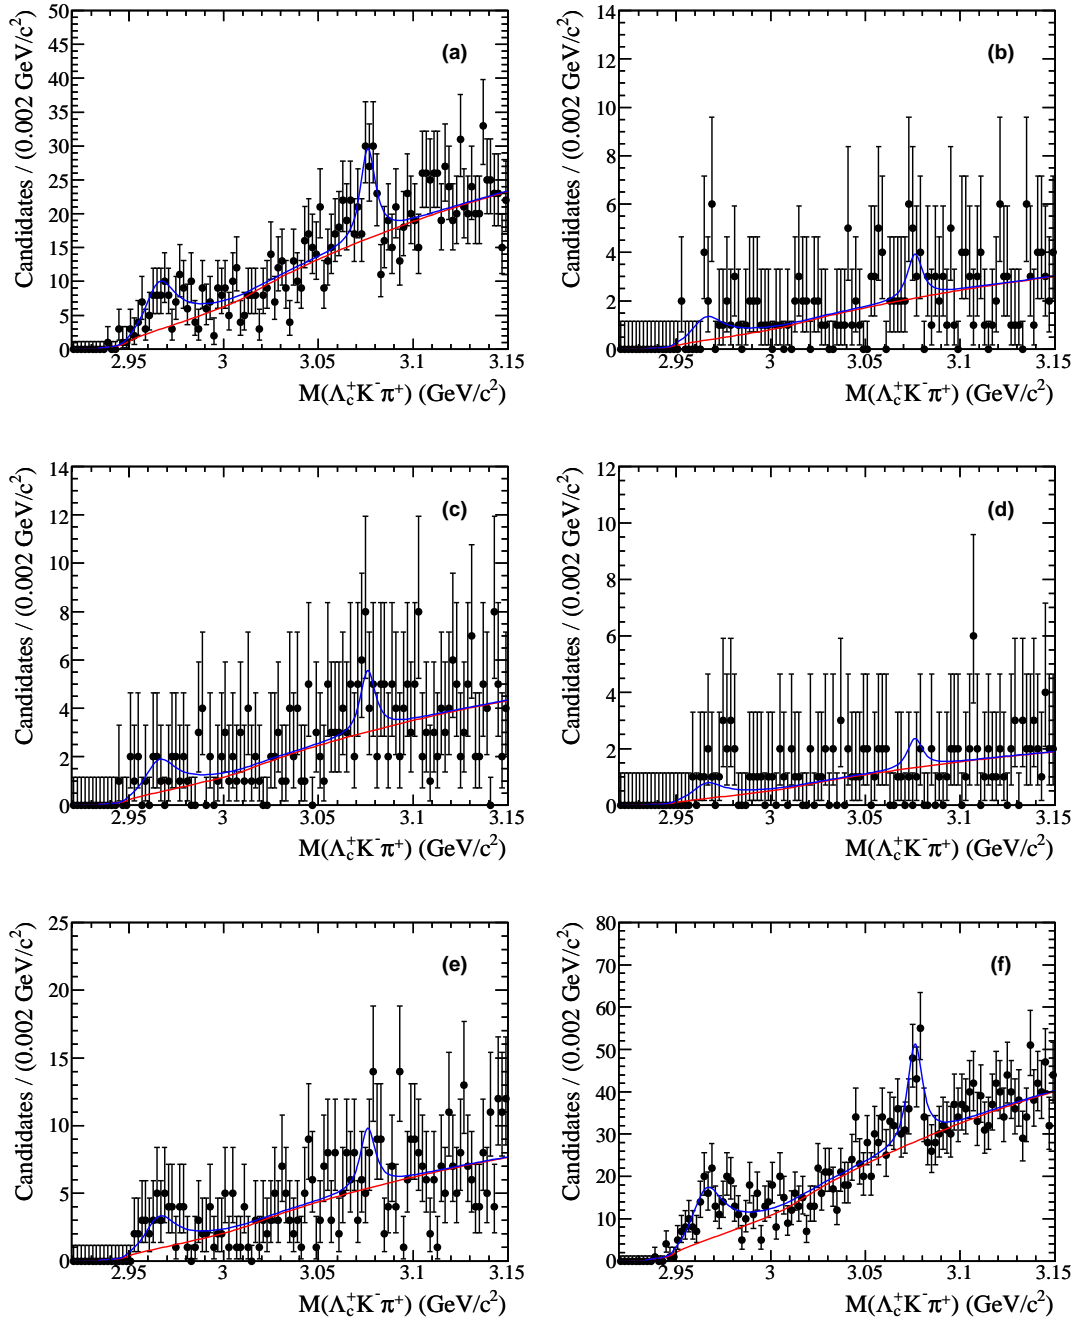 Candidates / (0.002 GeV/c²)
50
45
40
35
30
25
20
15
10
5
0
(a)
2.95 3 3.05 3.1 3.15
M(Λc⁺K⁻π⁺) (GeV/c²)
Candidates / (0.002 GeV/c²)
14
12
10
8
6
4
2
0
(b)
2.95 3 3.05 3.1 3.15
M(Λc⁺K⁻π⁺) (GeV/c²)
Candidates / (0.002 GeV/c²)
14
12
10
8
6
4
2
0
(c)
2.95 3 3.05 3.1 3.15
M(Λc⁺K⁻π⁺) (GeV/c²)
Candidates / (0.002 GeV/c²)
12
10
8
6
4
2
0
(d)
2.95 3 3.05 3.1 3.15
M(Λc⁺K⁻π⁺) (GeV/c²)
Candidates / (0.002 GeV/c²)
25
20
15
10
5
0
(e)
2.95 3 3.05 3.1 3.15
M(Λc⁺K⁻π⁺) (GeV/c²)
Candidates / (0.002 GeV/c²)
80
70
60
50
40
30
20
10
0
(f)
2.95 3 3.05 3.1 3.15
M(Λc⁺K⁻π⁺) (GeV/c²)